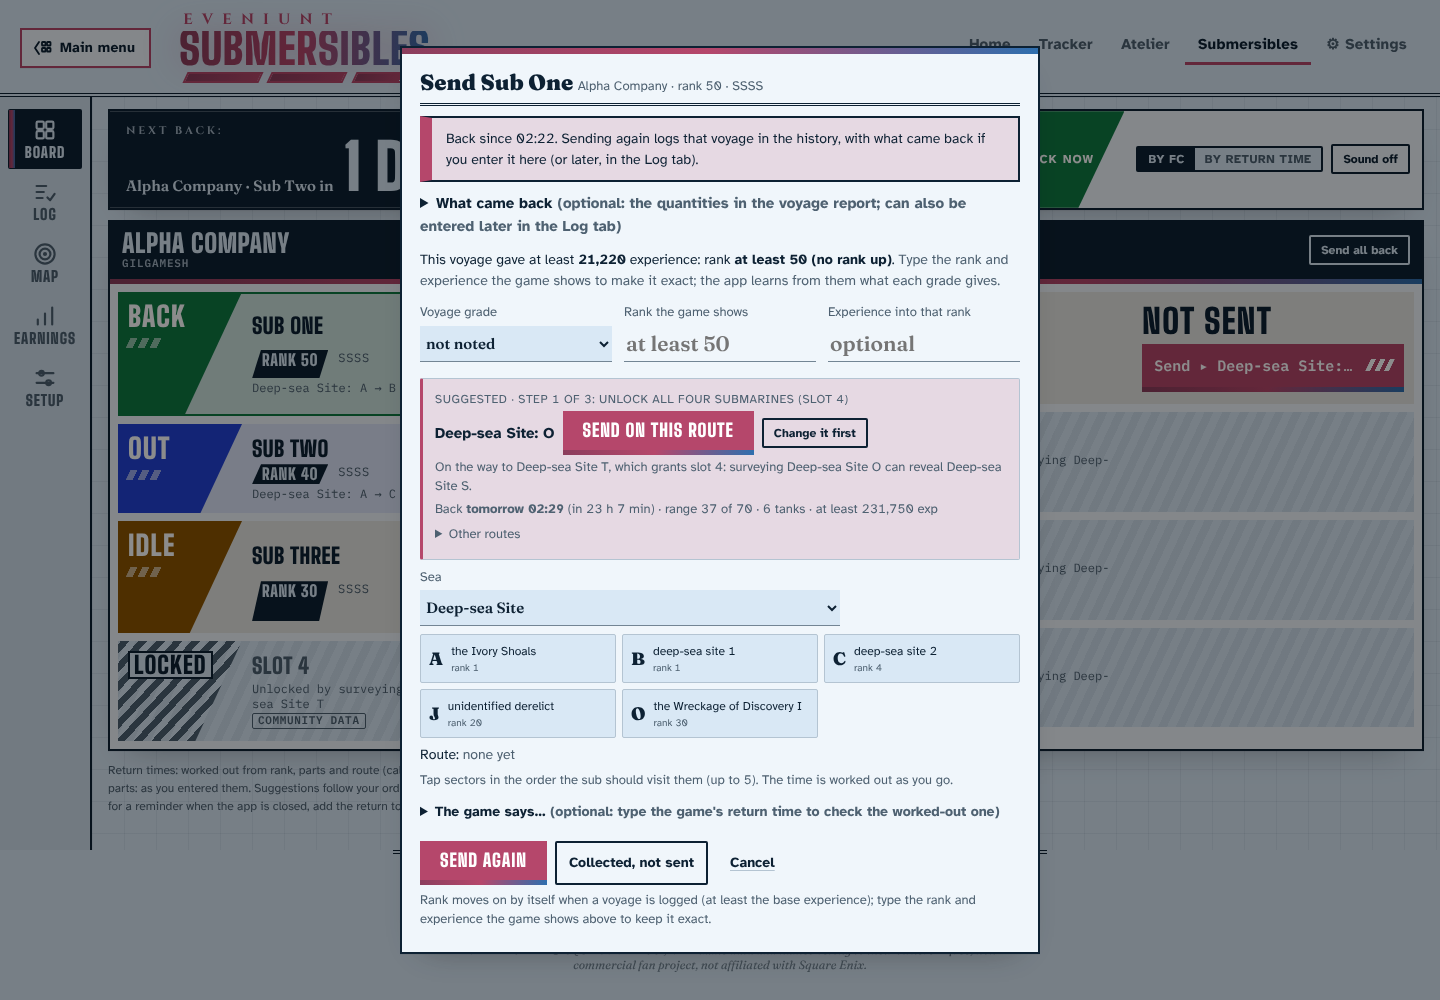 Main menu
EVENIUNT
SUBMERSIBLES
Home
Tracker
Atelier
Submersibles
⚙ Settings
BOARD
LOG
MAP
EARNINGS
SETUP
NEXT BACK:
Alpha Company · Sub Two in
1 D
CK NOW
BY FC
BY RETURN TIME
Sound off
ALPHA COMPANY
GILGAMESH
Send all back
BACK
SUB ONE
RANK 50
SSSS
Deep-sea Site: A → B
OUT
SUB TWO
RANK 40
SSSS
Deep-sea Site: A → C
IDLE
SUB THREE
RANK 30
SSSS
LOCKED
SLOT 4
Unlocked by surveying
sea Site T
COMMUNITY DATA
NOT SENT
Send ▸ Deep-sea Site:…
ying Deep-
ying Deep-
ying Deep-
Return times: worked out from rank, parts and route (cal
parts: as you entered them. Suggestions follow your ord
for a reminder when the app is closed, add the return to
Send Sub One Alpha Company · rank 50 · SSSS
Back since 02:22. Sending again logs that voyage in the history, with what came back if
you enter it here (or later, in the Log tab).
▶ What came back (optional: the quantities in the voyage report; can also be
entered later in the Log tab)
This voyage gave at least 21,220 experience: rank at least 50 (no rank up). Type the rank and
experience the game shows to make it exact; the app learns from them what each grade gives.
Voyage grade
Rank the game shows
Experience into that rank
not noted
at least 50
optional
SUGGESTED · STEP 1 OF 3: UNLOCK ALL FOUR SUBMARINES (SLOT 4)
Deep-sea Site: O
SEND ON THIS ROUTE
Change it first
On the way to Deep-sea Site T, which grants slot 4: surveying Deep-sea Site O can reveal Deep-sea
Site S.
Back tomorrow 02:29 (in 23 h 7 min) · range 37 of 70 · 6 tanks · at least 231,750 exp
▶ Other routes
Sea
Deep-sea Site
A the Ivory Shoals
rank 1
B deep-sea site 1
rank 1
C deep-sea site 2
rank 4
J unidentified derelict
rank 20
O the Wreckage of Discovery I
rank 30
Route: none yet
Tap sectors in the order the sub should visit them (up to 5). The time is worked out as you go.
▶ The game says… (optional: type the game's return time to check the worked-out one)
SEND AGAIN
Collected, not sent
Cancel
Rank moves on by itself when a voyage is logged (at least the base experience); type the rank and
experience the game shows above to keep it exact.
commercial fan project, not affiliated with Square Enix.